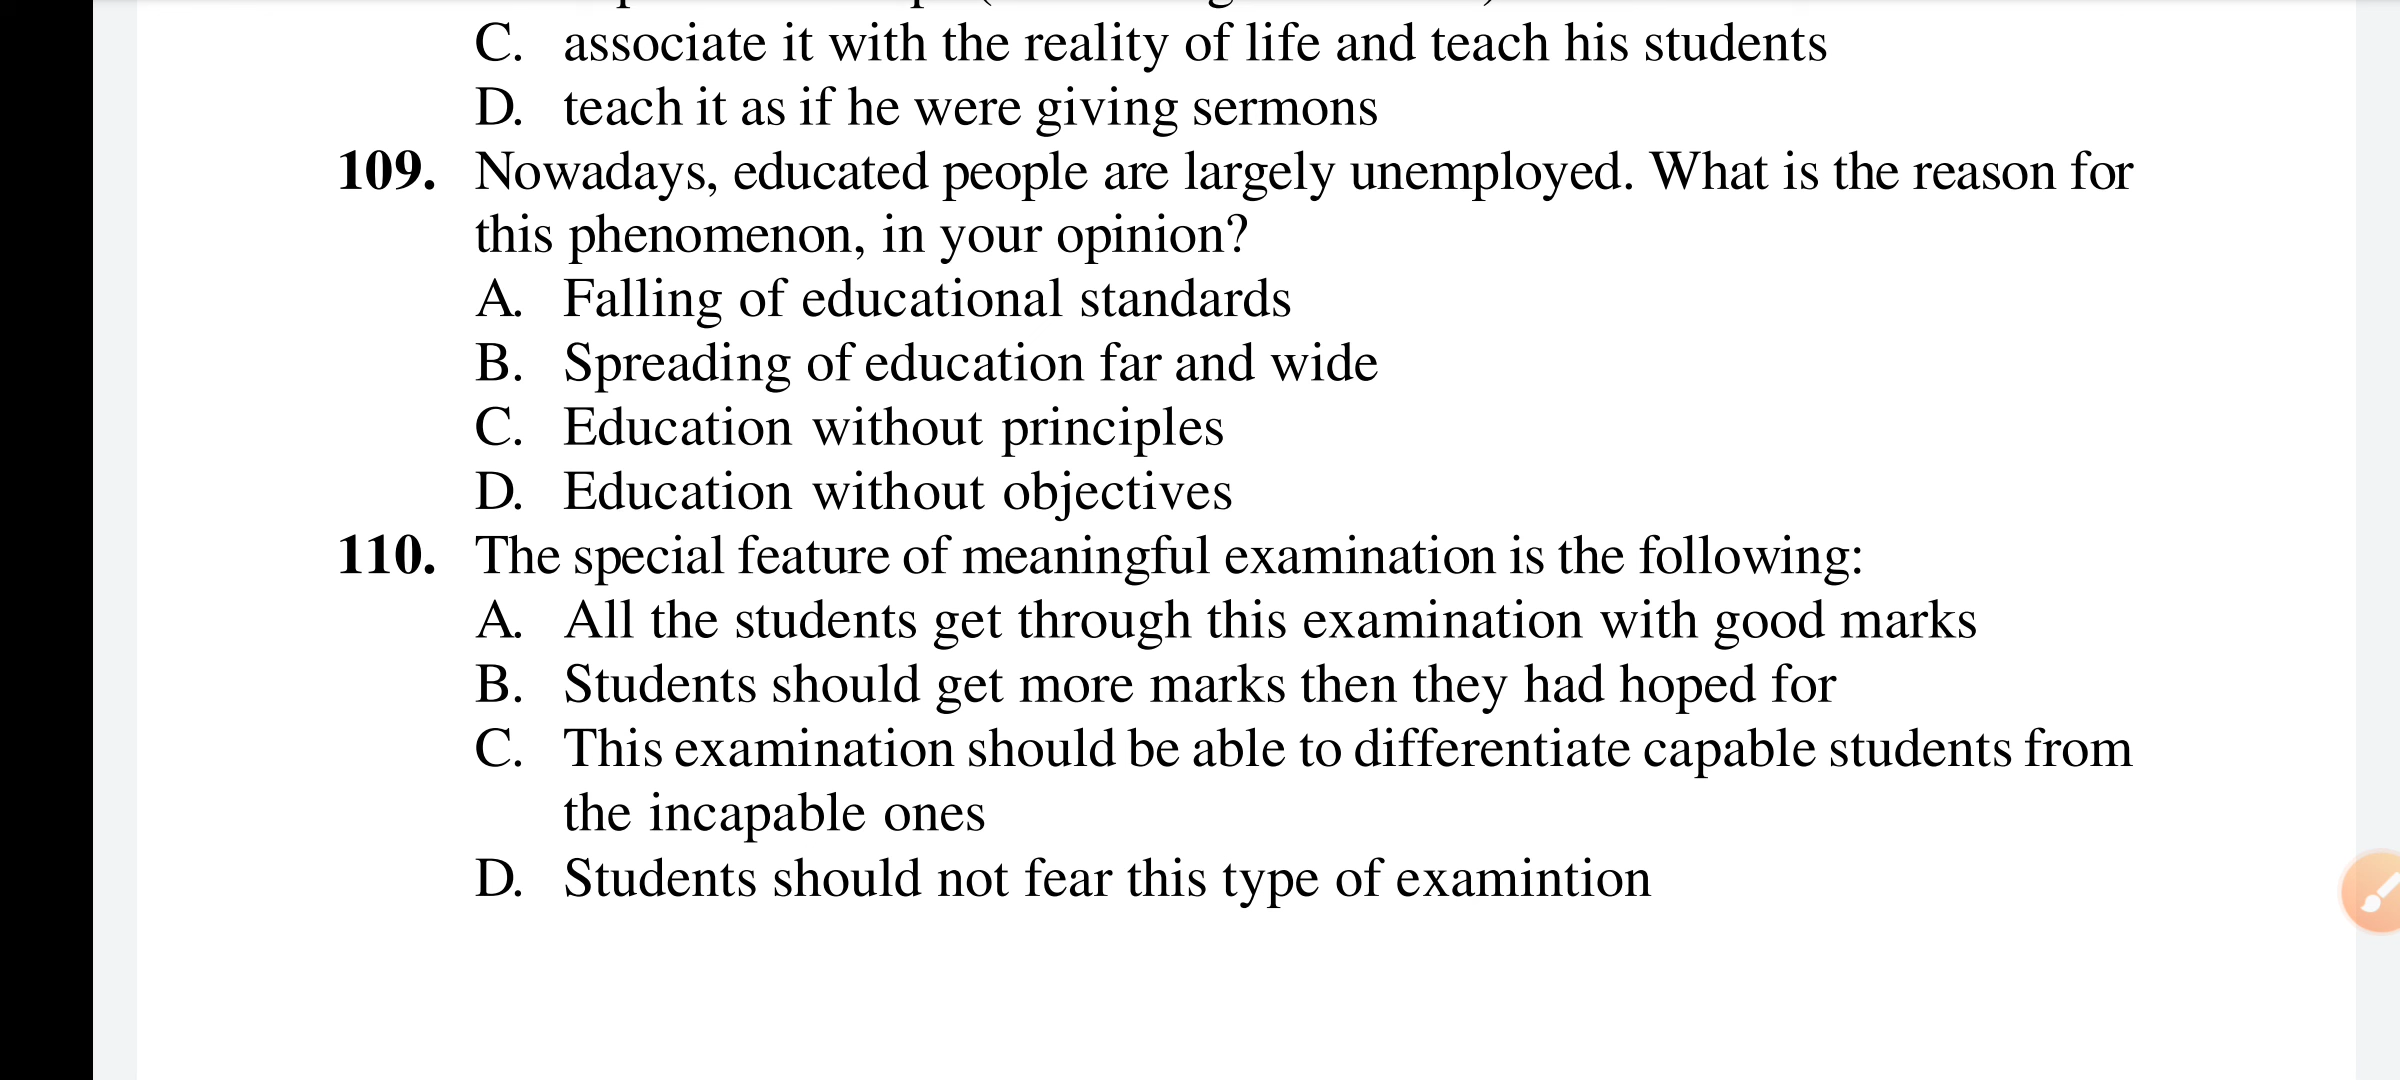 C. associate it with the reality of life and teach his students
D. teach it as if he were giving sermons
109. Nowadays, educated people are largely unemployed. What is the reason for
this phenomenon, in your opinion?
A. Falling of educational standards
B. Spreading of education far and wide
C. Education without principles
D. Education without objectives
110. The special feature of meaningful examination is the following:
A. All the students get through this examination with good marks
B. Students should get more marks then they had hoped for
C. This examination should be able to differentiate capable students from
the incapable ones
D. Students should not fear this type of examintion